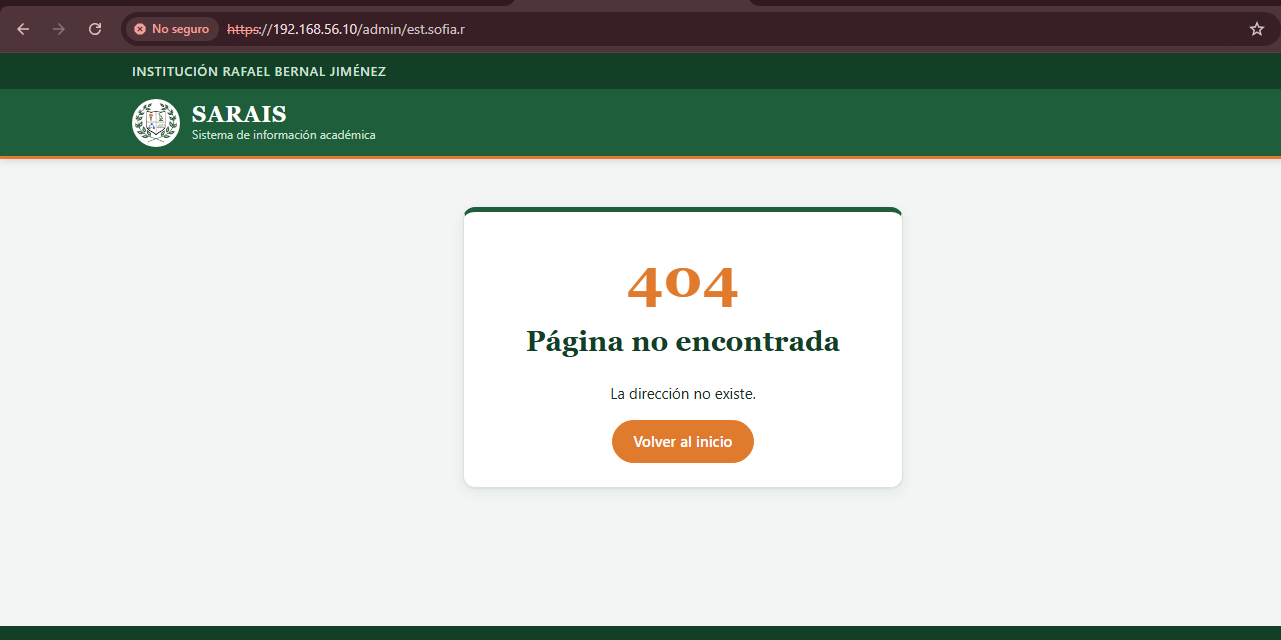 No seguro https://192.168.56.10/admin/est.sofia.r
INSTITUCIÓN RAFAEL BERNAL JIMÉNEZ
SARAIS
Sistema de información académica
404
Página no encontrada
La dirección no existe.
Volver al inicio